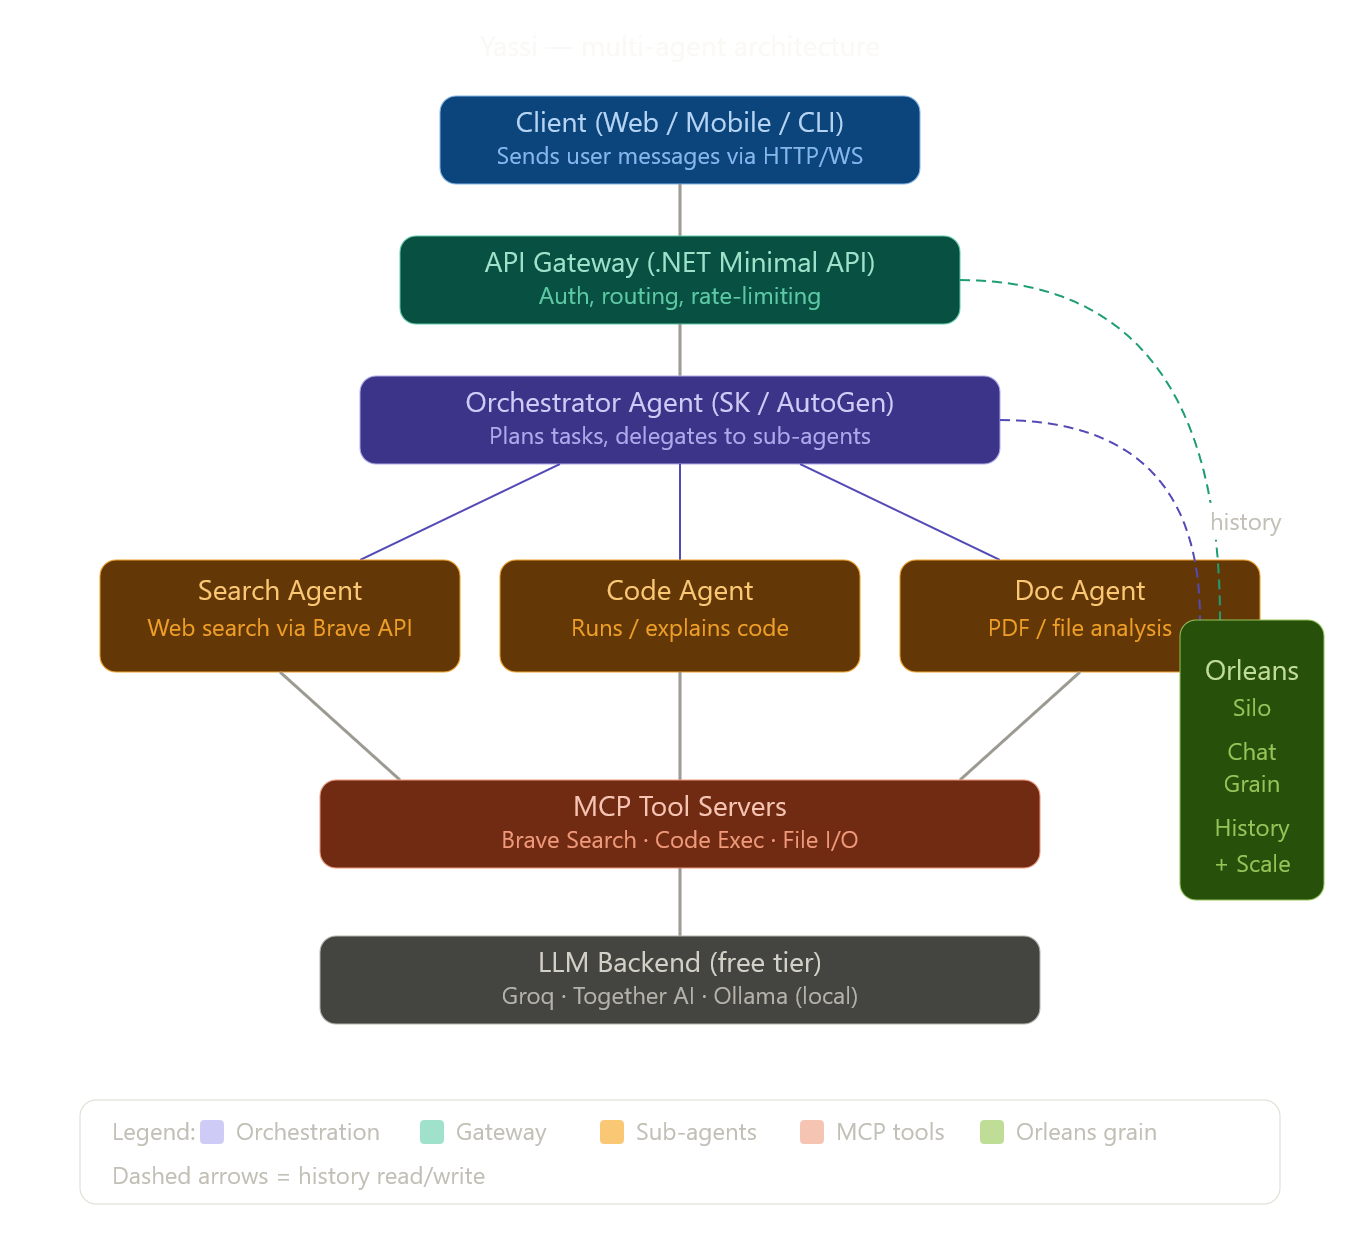 Yassi — multi-agent architecture
Client (Web / Mobile / CLI)
Sends user messages via HTTP/WS
API Gateway (.NET Minimal API)
Auth, routing, rate-limiting
Orchestrator Agent (SK / AutoGen)
Plans tasks, delegates to sub-agents
history
Search Agent
Web search via Brave API
Code Agent
Runs / explains code
Doc Agent
PDF / file analysis
Orleans
Silo
Chat
Grain
History
+ Scale
MCP Tool Servers
Brave Search · Code Exec · File I/O
LLM Backend (free tier)
Groq · Together AI · Ollama (local)
Legend: Orchestration Gateway Sub-agents MCP tools Orleans grain
Dashed arrows = history read/write